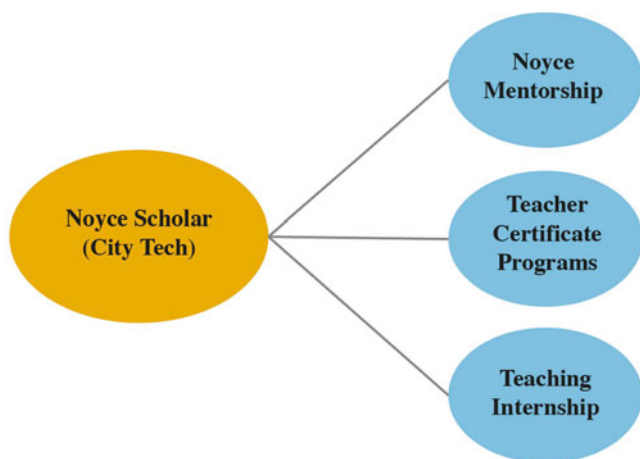 Noyce Scholar
(City Tech)
Noyce
Mentorship
Teacher
Certificate
Programs
Teaching
Internship